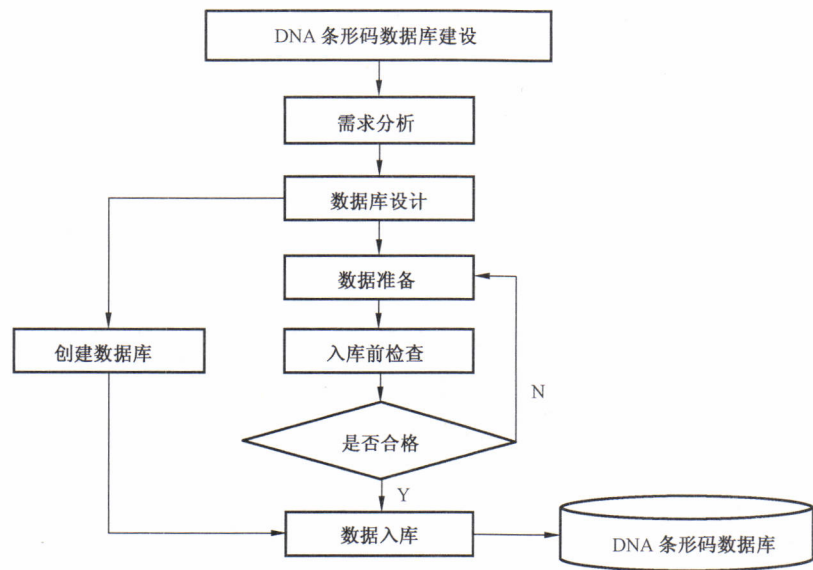 DNA 条形码数据库建设
需求分析
数据库设计
数据准备
创建数据库
入库前检查
N
是否合格
Y
数据入库
DNA 条形码数据库